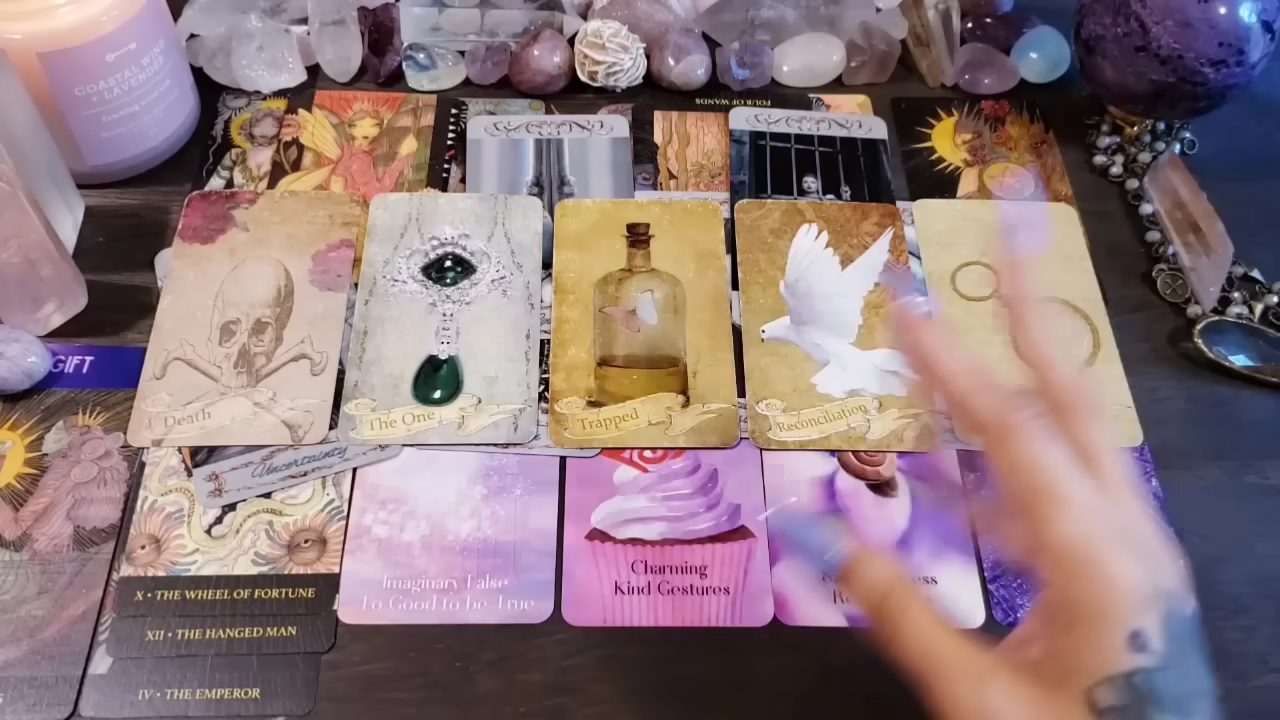 COASTAL WIND
+ LAVENDER
FOUR OF WANDS
GIFT
Death
The One
Trapped
Reconciliation
Uncertainty
Imaginary False
To Good to be True
Charming
Kind Gestures
X • THE WHEEL OF FORTUNE
XII • THE HANGED MAN
IV • THE EMPEROR